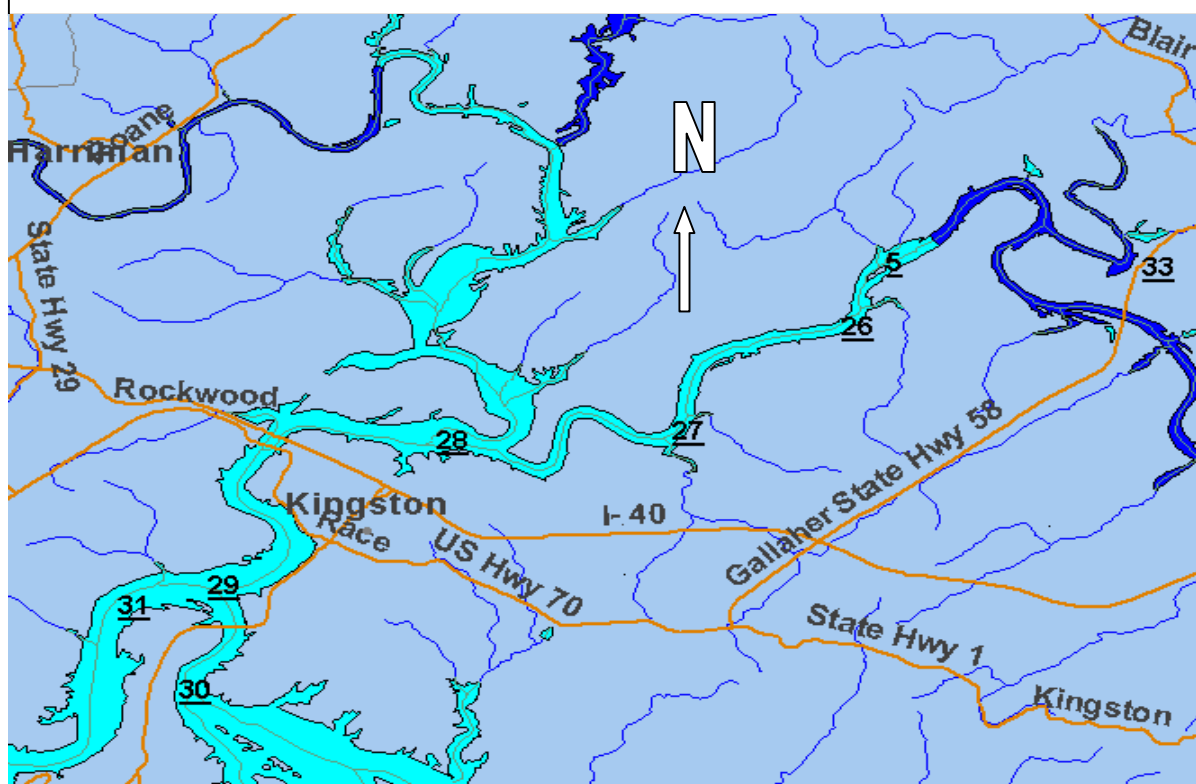 Blair
N
Harriman
Roane
5
33
State Hwy 29
26
Rockwood
27
28
Gallaher State Hwy 58
Kingston
I- 40
Race
US Hwy 70
29
31
State Hwy 1
30
Kingston